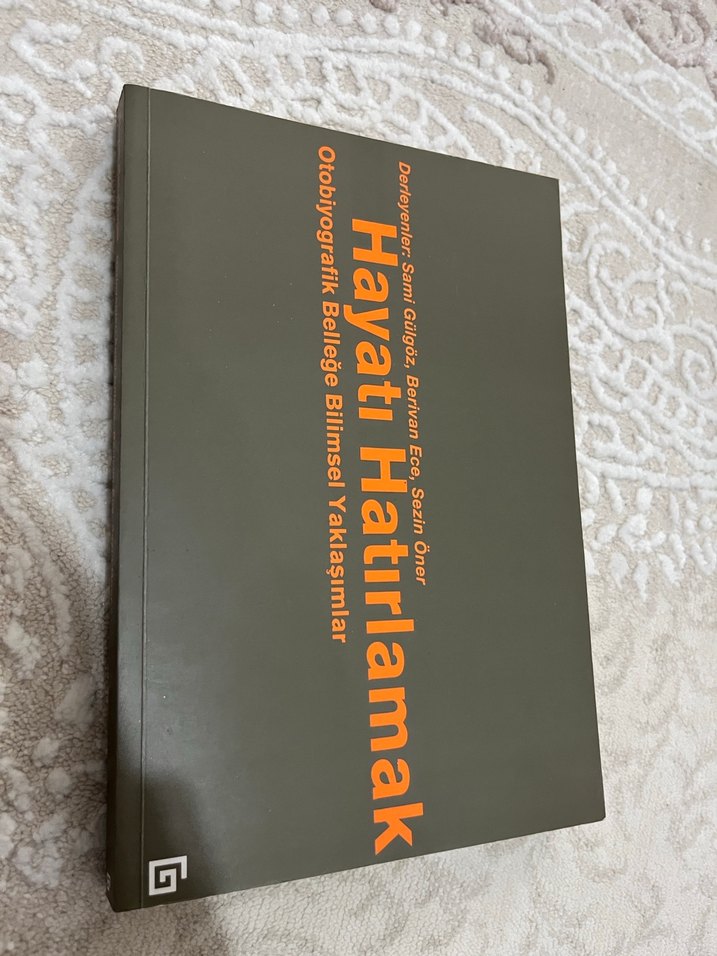 Derleyenler: Sami Gülgöz, Berivan Ece, Sezin Öner
Hayatı Hatırlamak
Otobiyografik Belleğe Bilimsel Yaklaşımlar